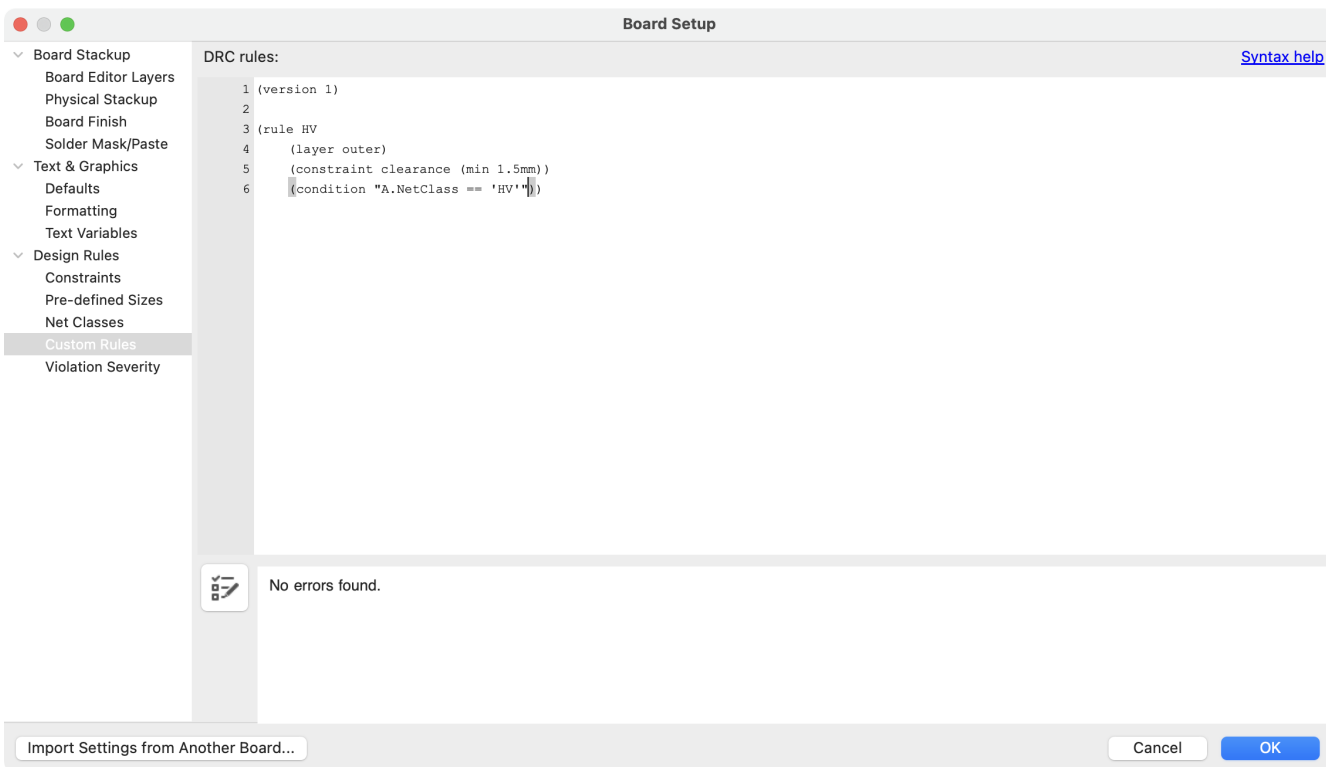 Board Setup
Board Stackup
Board Editor Layers
Physical Stackup
Board Finish
Solder Mask/Paste
Text & Graphics
Defaults
Formatting
Text Variables
Design Rules
Constraints
Pre-defined Sizes
Net Classes
Custom Rules
Violation Severity
DRC rules:
Syntax help
1 (version 1)
2
3 (rule HV
4 (layer outer)
5 (constraint clearance (min 1.5mm))
6 (condition "A.NetClass == 'HV'"))
No errors found.
Import Settings from Another Board...
Cancel
OK